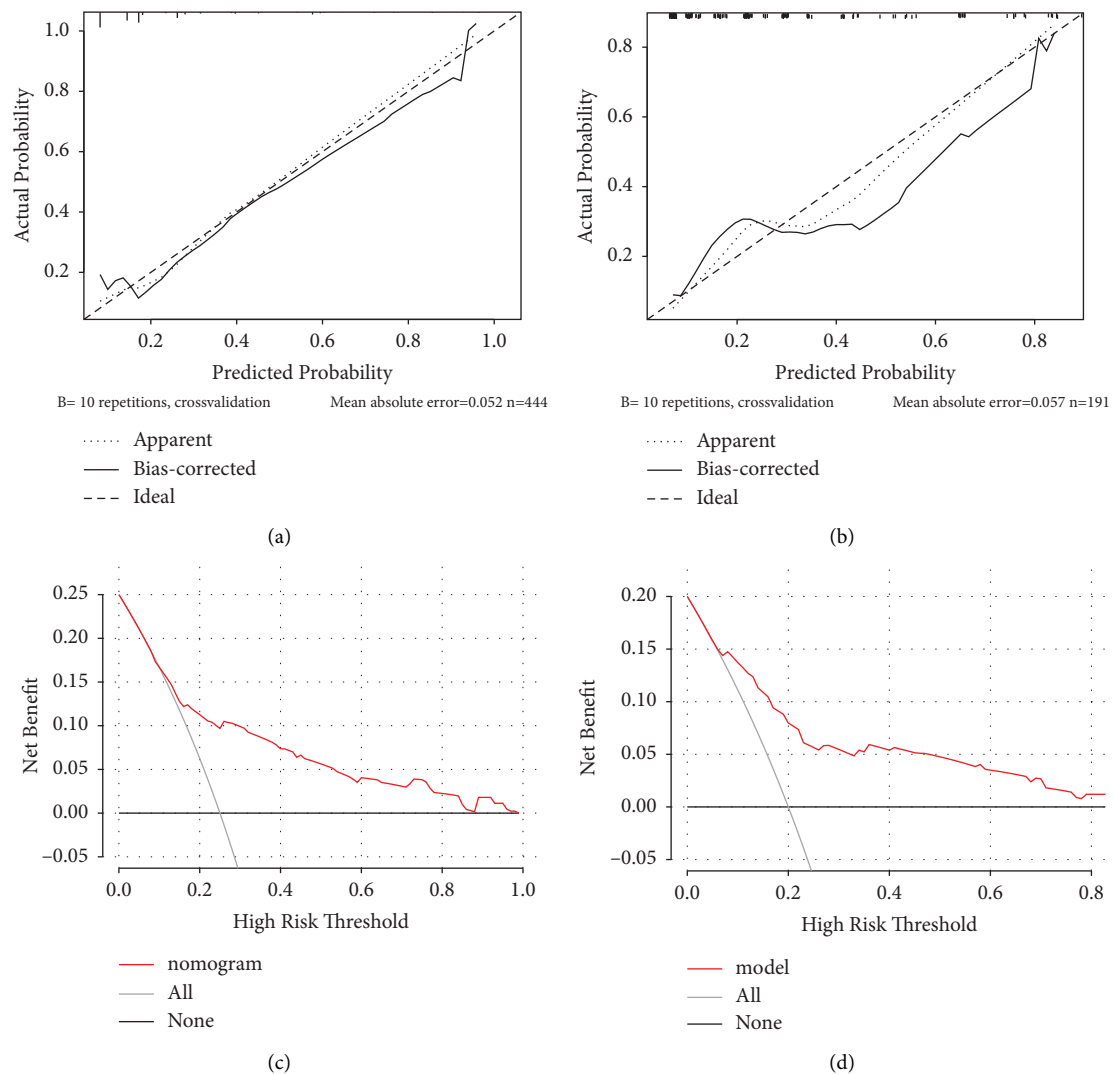 1.0
0.8
0.6
0.4
0.2
Actual Probability
0.2 0.4 0.6 0.8 1.0
Predicted Probability
B= 10 repetitions, crossvalidation Mean absolute error=0.052 n=444
Apparent
Bias-corrected
Ideal
(a)
0.8
0.6
0.4
0.2
Actual Probability
0.2 0.4 0.6 0.8
Predicted Probability
B= 10 repetitions, crossvalidation Mean absolute error=0.057 n=191
Apparent
Bias-corrected
Ideal
(b)
0.25
0.20
0.15
0.10
0.05
0.00
−0.05
Net Benefit
0.0 0.2 0.4 0.6 0.8 1.0
High Risk Threshold
nomogram
All
None
(c)
0.20
0.15
0.10
0.05
0.00
−0.05
Net Benefit
0.0 0.2 0.4 0.6 0.8
High Risk Threshold
model
All
None
(d)